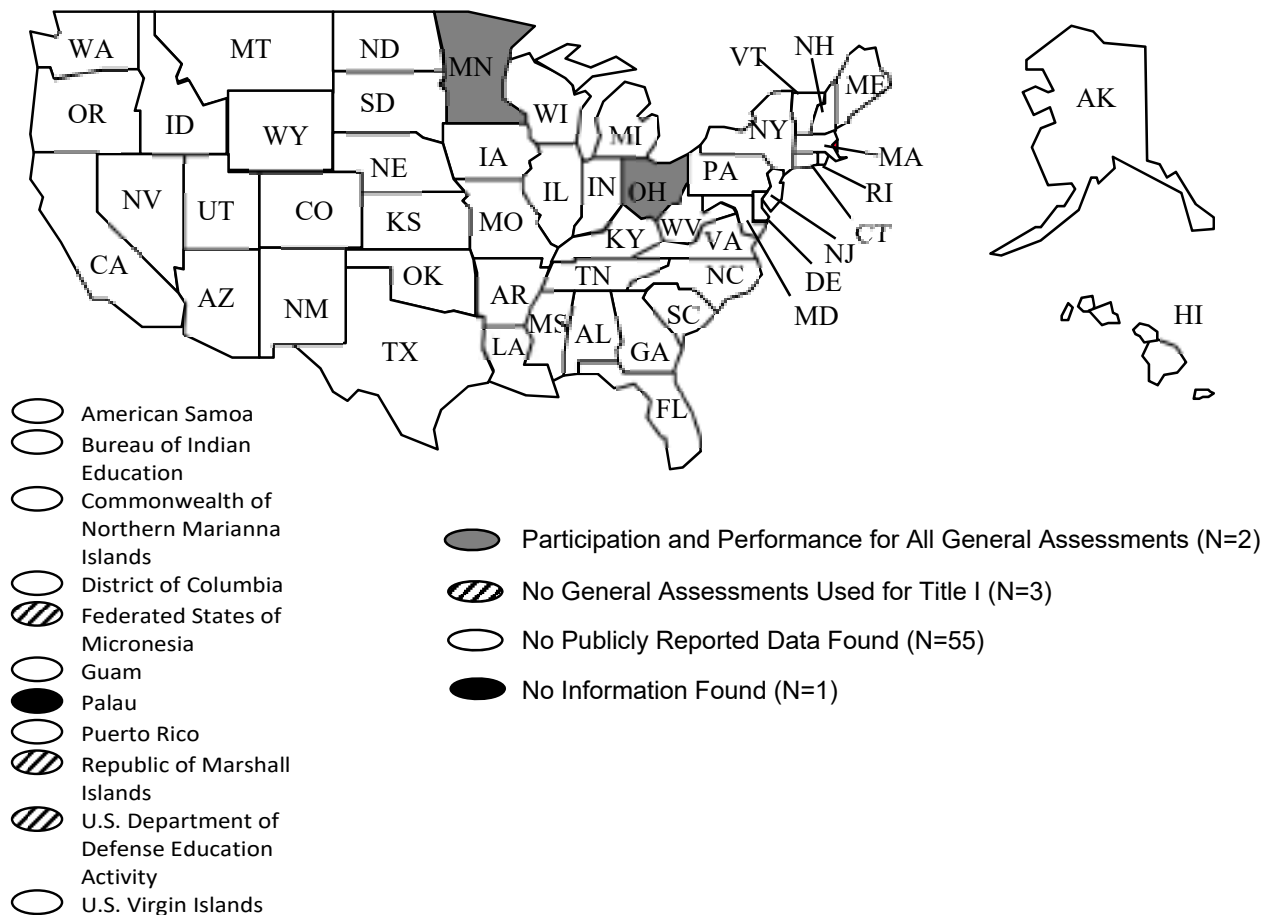 WA
MT
ND
MN
VT
NH
ME
OR
ID
SD
WI
MI
NY
AK
WY
IA
PA
MA
NE
NV
UT
CO
IL
IN
OH
RI
KS
MO
WV
VA
KY
NJ
CT
CA
AZ
NM
OK
AR
TN
NC
DE
MD
TX
LA
MS
AL
GA
SC
HI
FL
American Samoa
Bureau of Indian
Education
Commonwealth of
Northern Marianna
Islands
District of Columbia
Federated States of
Micronesia
Guam
Palau
Puerto Rico
Republic of Marshall
Islands
U.S. Department of
Defense Education
Activity
U.S. Virgin Islands
Participation and Performance for All General Assessments (N=2)
No General Assessments Used for Title I (N=3)
No Publicly Reported Data Found (N=55)
No Information Found (N=1)